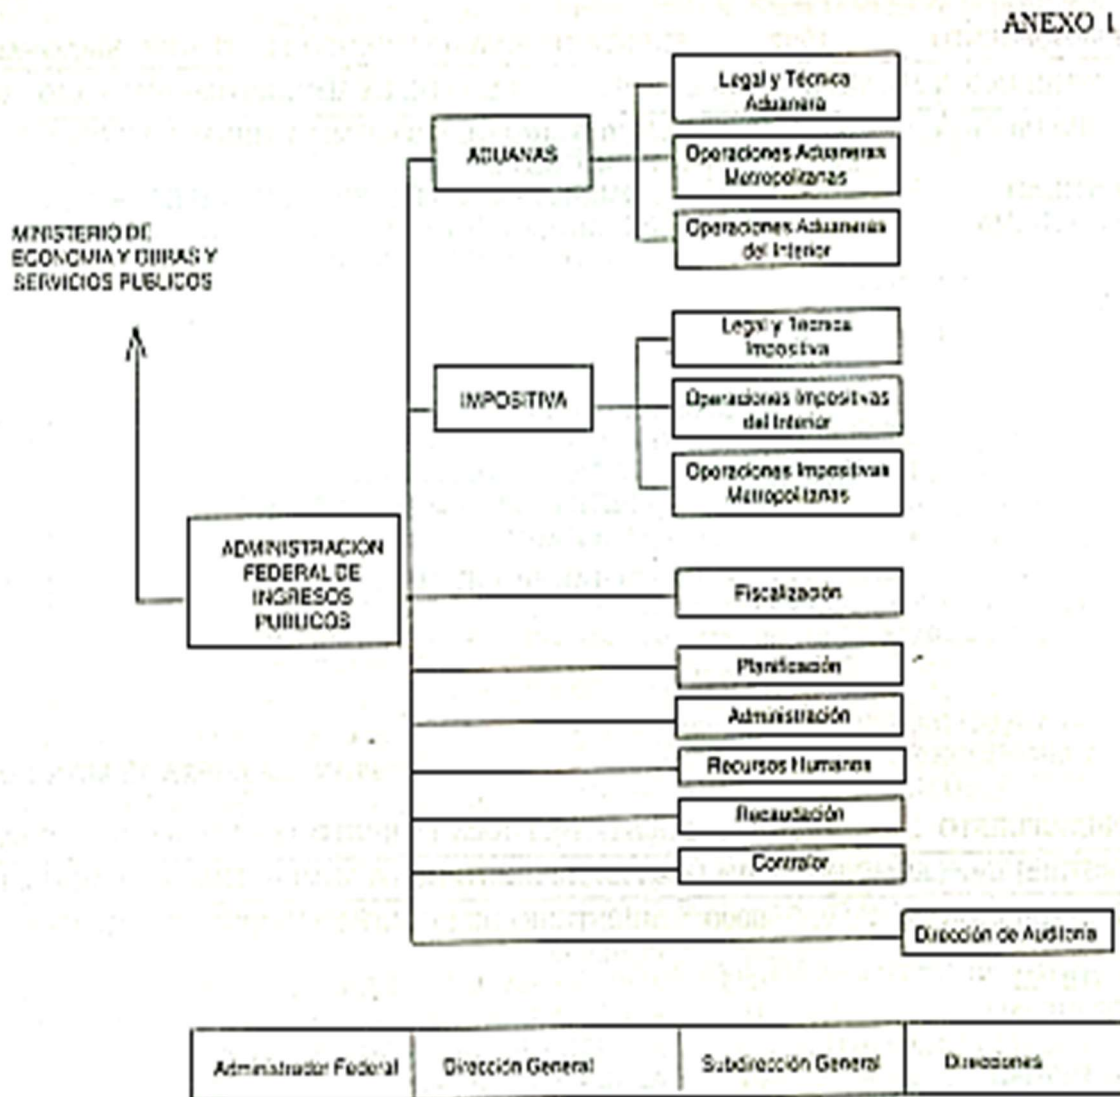 ANEXO 1
MINISTERIO DE
ECONOMIA Y OBRAS Y
SERVICIOS PUBLICOS
ADMINISTRACION
FEDERAL DE
INGRESOS
PUBLICOS
ADUANAS
Legal y Técnica
Aduanera
Operaciones Aduaneras
Metropolitanas
Operaciones Aduaneras
del Interior
IMPOSITIVA
Legal y Técnica
Impositiva
Operaciones Impositivas
del Interior
Operaciones Impositivas
Metropolitanas
Fiscalización
Planificación
Administración
Recursos Humanos
Recaudación
Contralor
Dirección de Auditoría
Administrador Federal
Dirección General
Subdirección General
Direcciones